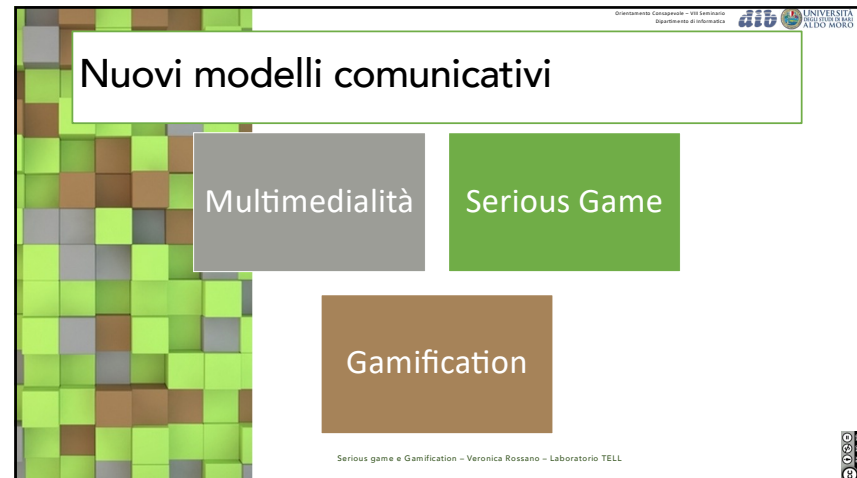 Orientamento Consapevole – VIII Seminario
Dipartimento di Informatica
dib
UNIVERSITÀ
DEGLI STUDI DI BARI
ALDO MORO
Nuovi modelli comunicativi
Multimedialità
Serious Game
Gamification
Serious game e Gamification – Veronica Rossano – Laboratorio TELL